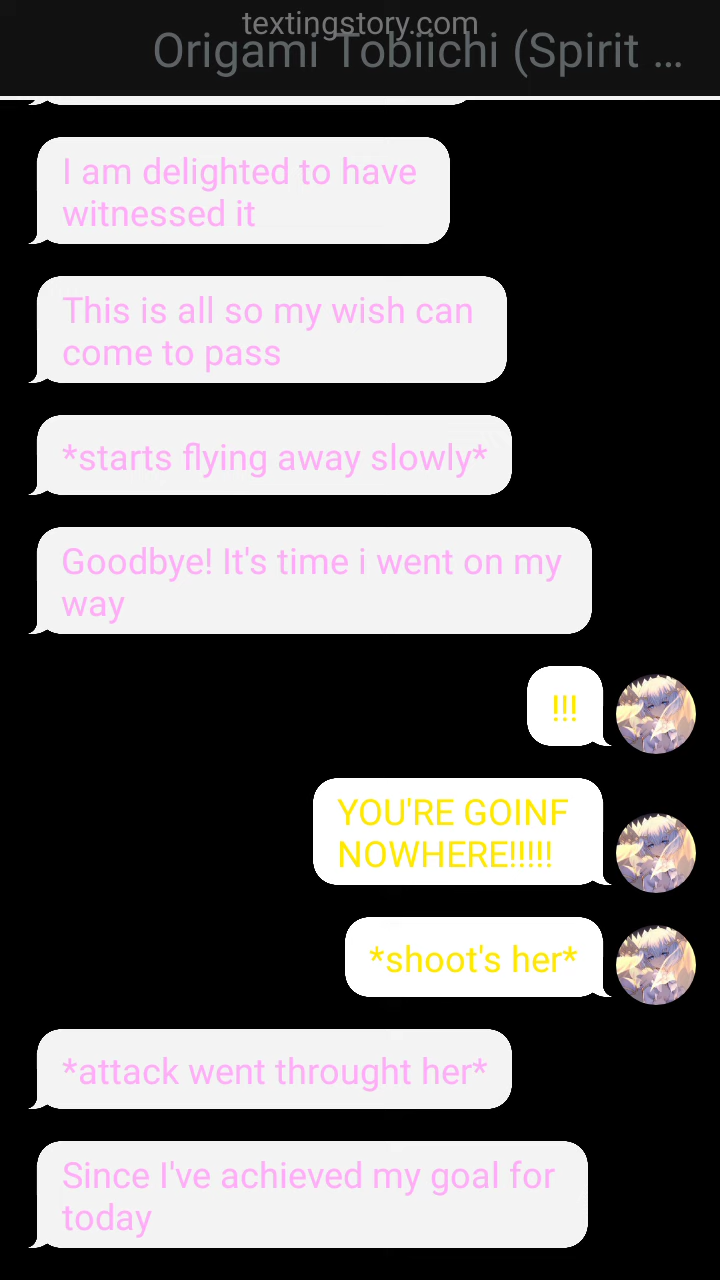 textingstory.com
Origami Tobiichi (Spirit ...
I am delighted to have
witnessed it
This is all so my wish can
come to pass
*starts flying away slowly*
Goodbye! It's time i went on my
way
!!!
YOU'RE GOINF
NOWHERE!!!!!
*shoot's her*
*attack went throught her*
Since I've achieved my goal for
today